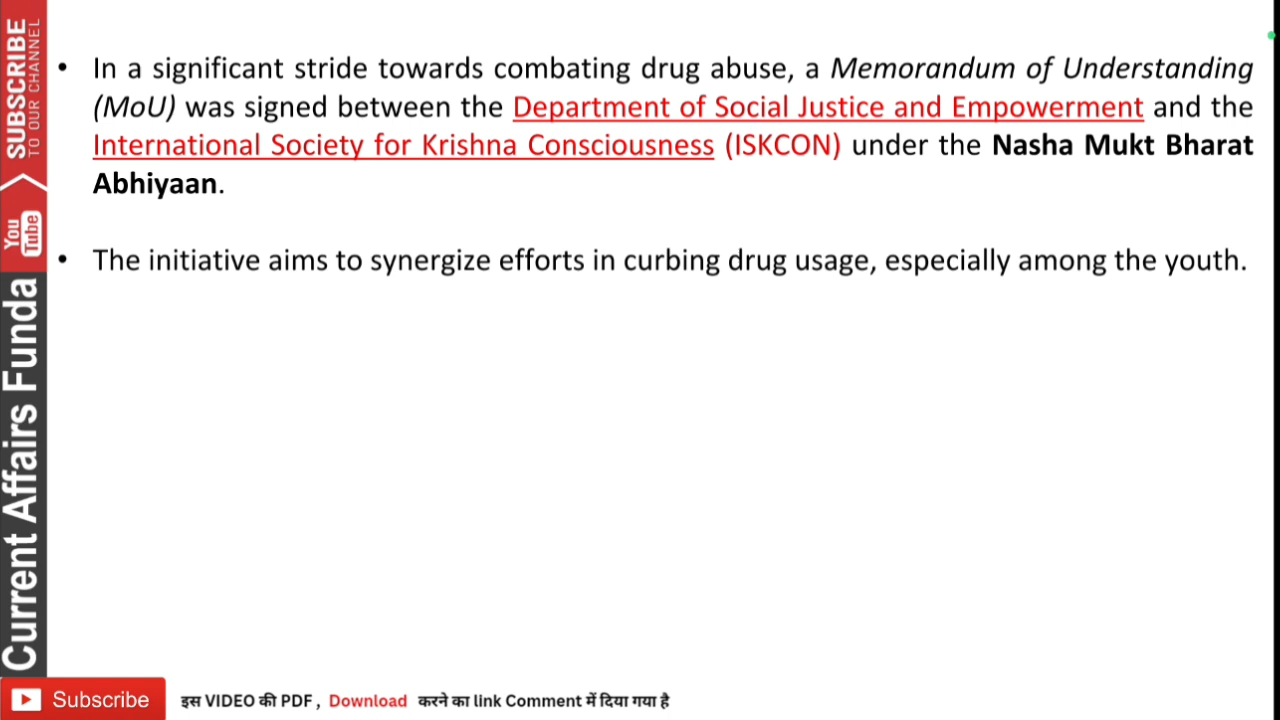 • In a significant stride towards combating drug abuse, a Memorandum of Understanding
(MoU) was signed between the Department of Social Justice and Empowerment and the
International Society for Krishna Consciousness (ISKCON) under the Nasha Mukt Bharat
Abhiyaan.
• The initiative aims to synergize efforts in curbing drug usage, especially among the youth.
SUBSCRIBE
TO OUR CHANNEL
You
Tube
Current Affairs Funda
Subscribe
इस VIDEO की PDF , Download करने का link Comment में दिया गया है